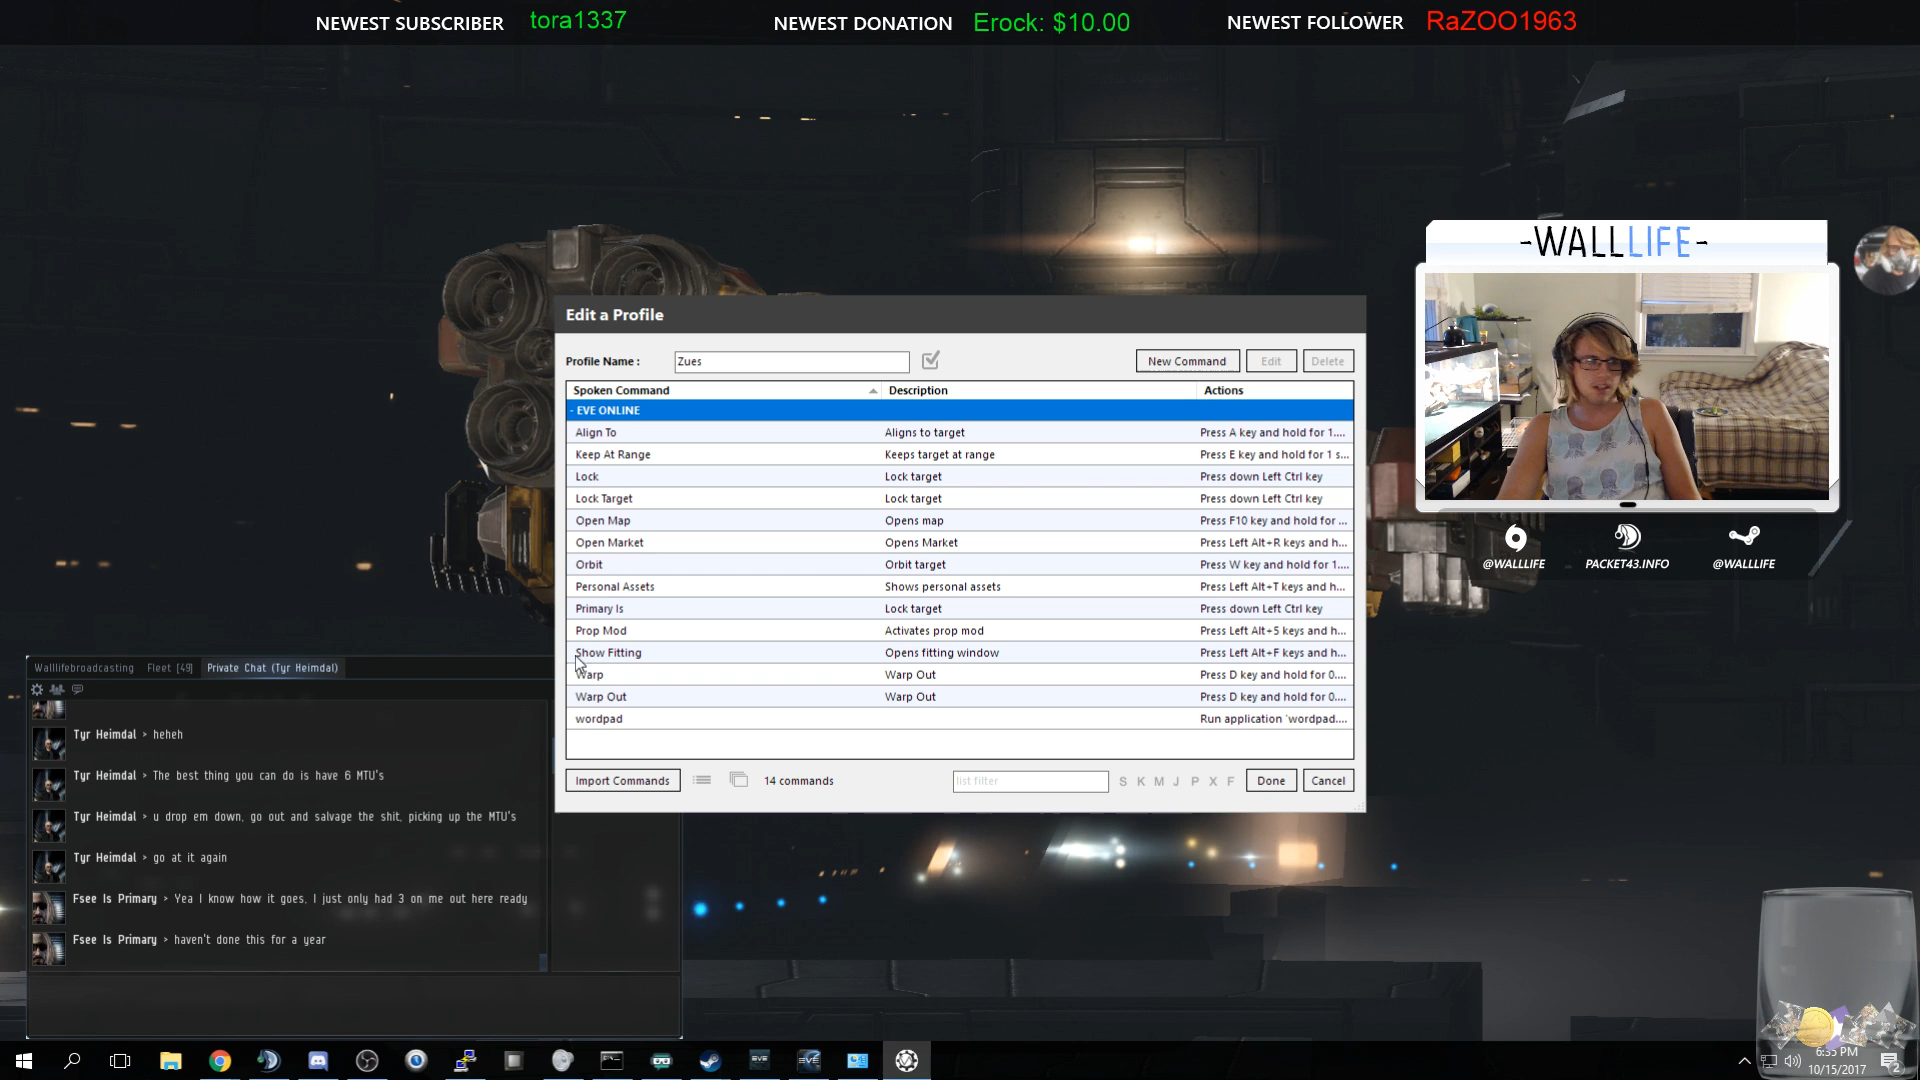 NEWEST SUBSCRIBER tora1337 NEWEST DONATION Erock: $10.00 NEWEST FOLLOWER RaZOO1963
-WALLLIFE-
@WALLLIFE PACKET43.INFO @WALLLIFE
Edit a Profile
Profile Name : Zues New Command Edit Delete
Spoken Command Description Actions
- EVE ONLINE
Align To Aligns to target Press A key and hold for 1....
Keep At Range Keeps target at range Press E key and hold for 1 s...
Lock Lock target Press down Left Ctrl key
Lock Target Lock target Press down Left Ctrl key
Open Map Opens map Press F10 key and hold for ...
Open Market Opens Market Press Left Alt+R keys and h...
Orbit Orbit target Press W key and hold for 1....
Personal Assets Shows personal assets Press Left Alt+T keys and h...
Primary Is Lock target Press down Left Ctrl key
Prop Mod Activates prop mod Press Left Alt+5 keys and h...
Show Fitting Opens fitting window Press Left Alt+F keys and h...
Warp Warp Out Press D key and hold for 0....
Warp Out Warp Out Press D key and hold for 0....
wordpad Run application 'wordpad....
Import Commands 14 commands list filter S K M J P X F Done Cancel
Walllifebroadcasting Fleet [49] Private Chat (Tyr Heimdal)
Tyr Heimdal > heheh
Tyr Heimdal > The best thing you can do is have 6 MTU's
Tyr Heimdal > u drop em down, go out and salvage the shit, picking up the MTU's
Tyr Heimdal > go at it again
Fsee Is Primary > Yea I know how it goes, I just only had 3 on me out here ready
Fsee Is Primary > haven't done this for a year
EVE EVE
6:35 PM
10/15/2017
2